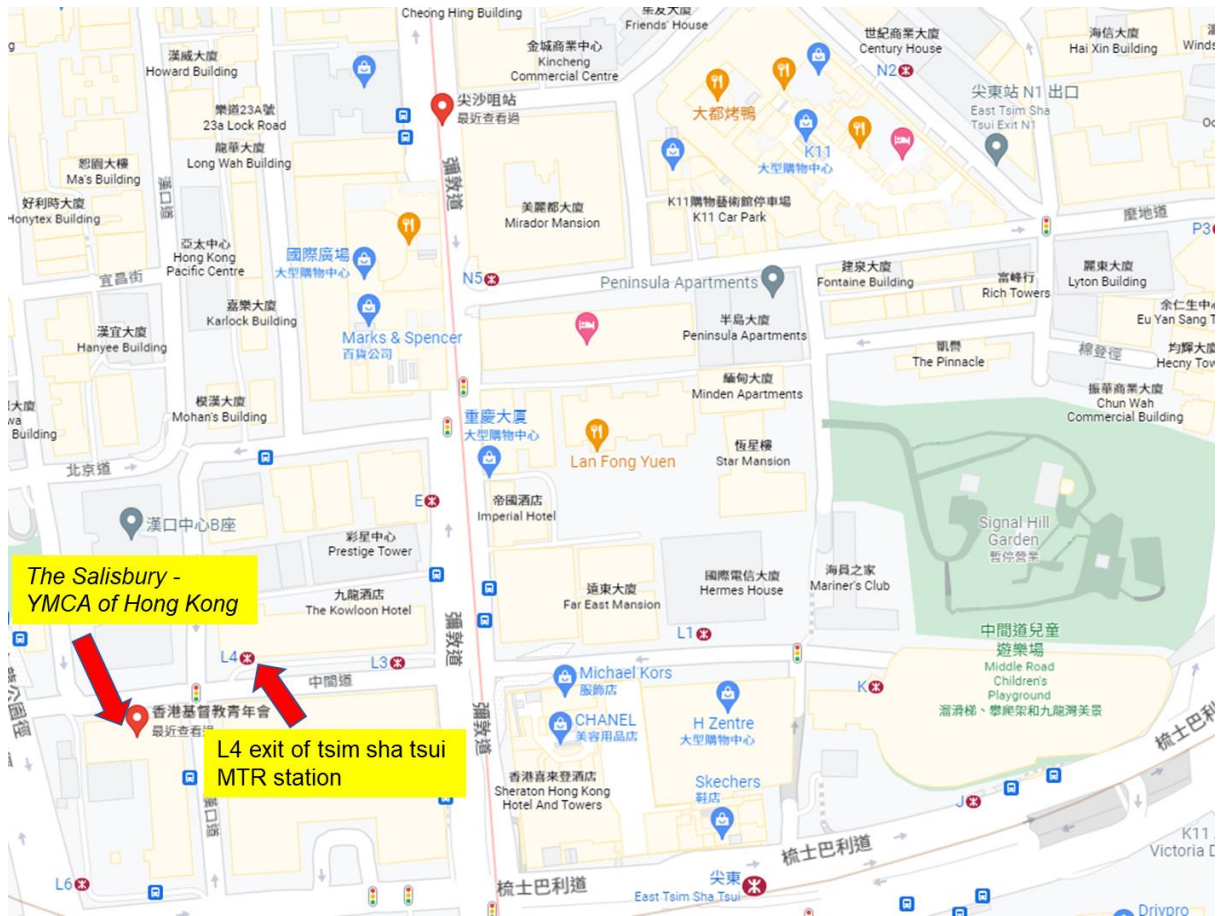 Cheong Hing Building
集友大廈
Friends' House
世紀商業大廈
Century House
N2
海信大廈
Hai Xin Building
漢威大廈
Howard Building
金城商業中心
Kincheng
Commercial Centre
尖沙咀站
最近查看過
大都烤鴨
尖東站 N1 出口
East Tsim Sha
Tsui Exit N1
樂道23A號
23a Lock Road
龍華大廈
Long Wah Building
K11
大型購物中心
恕園大樓
Ma's Building
漢口道
彌敦道
好利時大廈
Honytex Building
美麗都大廈
Mirador Mansion
K11購物藝術館停車場
K11 Car Park
麼地道
P3
亞太中心
Hong Kong
Pacific Centre
國際廣場
大型購物中心
宜昌街
N5
Peninsula Apartments
建泉大廈
Fontaine Building
富峰行
Rich Towers
麗東大廈
Lyton Building
嘉樂大廈
Karlock Building
余仁生中
Eu Yan Sang T
漢宜大廈
Hanyee Building
Marks & Spencer
百貨公司
半島大廈
Peninsula Apartments
凱譽
The Pinnacle
棉登徑
均輝大廈
Hecny Tow
模漢大廈
Mohan's Building
緬甸大廈
Minden Apartments
振華商業大廈
Chun Wah
Commercial Building
大廈
wa
Building
重慶大厦
大型購物中心
Lan Fong Yuen
恆星樓
Star Mansion
北京道
E
帝國酒店
Imperial Hotel
漢口中心B座
彩星中心
Prestige Tower
Signal Hill
Garden
暫停營業
The Salisbury -
YMCA of Hong Kong
九龍酒店
The Kowloon Hotel
遠東大廈
Far East Mansion
國際電信大廈
Hermes House
海員之家
Mariner's Club
彌敦道
L1
中間道兒童
遊樂場
Middle Road
Children's
Playground
溜滑梯、攀爬架和九龍灣美景
L4
L3
中間道
Michael Kors
服飾店
K
香港基督教青年會
最近查看過
CHANEL
美容用品店
H Zentre
大型購物中心
彌敦道
梳士巴利道
L4 exit of tsim sha tsui
MTR station
香港喜來登酒店
Sheraton Hong Kong
Hotel And Towers
Skechers
鞋店
漢口道
J
K11
Victoria D
梳士巴利道
L6
梳士巴利道
尖東
East Tsim Sha Tsui
Drivpro